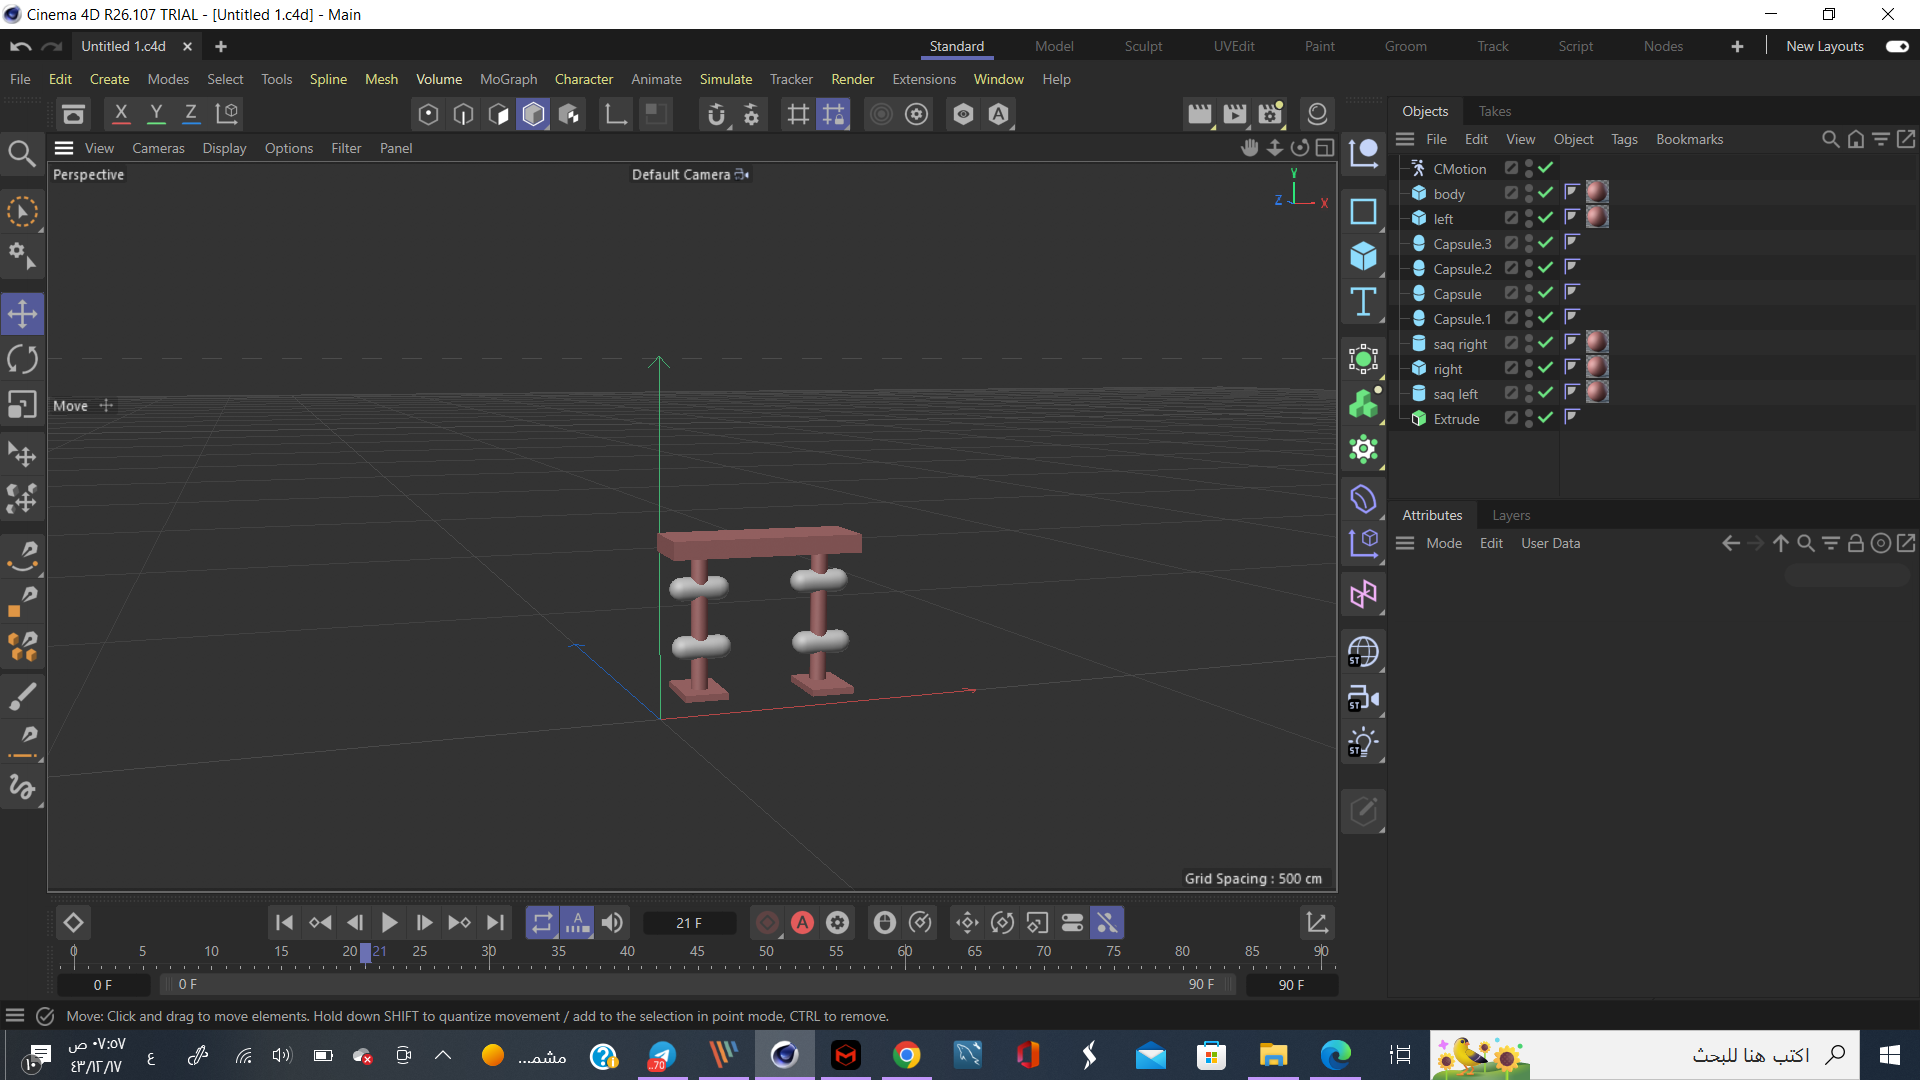 Cinema 4D R26.107 TRIAL - [Untitled 1.c4d] - Main
Untitled 1.c4d
Standard Model Sculpt UVEdit Paint Groom Track Script Nodes New Layouts
File Edit Create Modes Select Tools Spline Mesh Volume MoGraph Character Animate Simulate Tracker Render Extensions Window Help
X Y Z
Objects Takes
File Edit View Object Tags Bookmarks
View Cameras Display Options Filter Panel
Perspective
Default Camera
Y
Z X
CMotion
body
left
Capsule.3
Capsule.2
Capsule
Capsule.1
saq right
right
saq left
Extrude
Move
Attributes Layers
Mode Edit User Data
ST
ST
ST
Grid Spacing : 500 cm
21 F
0 5 10 15 20 21 25 30 35 40 45 50 55 60 65 70 75 80 85 90
0 F 0 F 90 F 90 F
Move: Click and drag to move elements. Hold down SHIFT to quantize movement / add to the selection in point mode, CTRL to remove.
٠٧:٥٧ ص
٤٣/١٢/١٧
ع
مشمـ...
..70
اكتب هنا للبحث